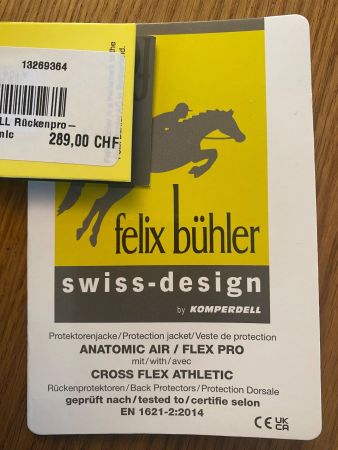 13269364
LL Rückenpro–
289,00 CHF
the
nd.
felix bühler
swiss-design
by KOMPERDELL
Protektorenjacke/Protection jacket/Veste de protection
ANATOMIC AIR / FLEX PRO
mit/with/avec
CROSS FLEX ATHLETIC
Rückenprotektoren/Back Protectors/Protection Dorsale
geprüft nach/tested to/certifie selon
EN 1621-2:2014
CE UK
CA